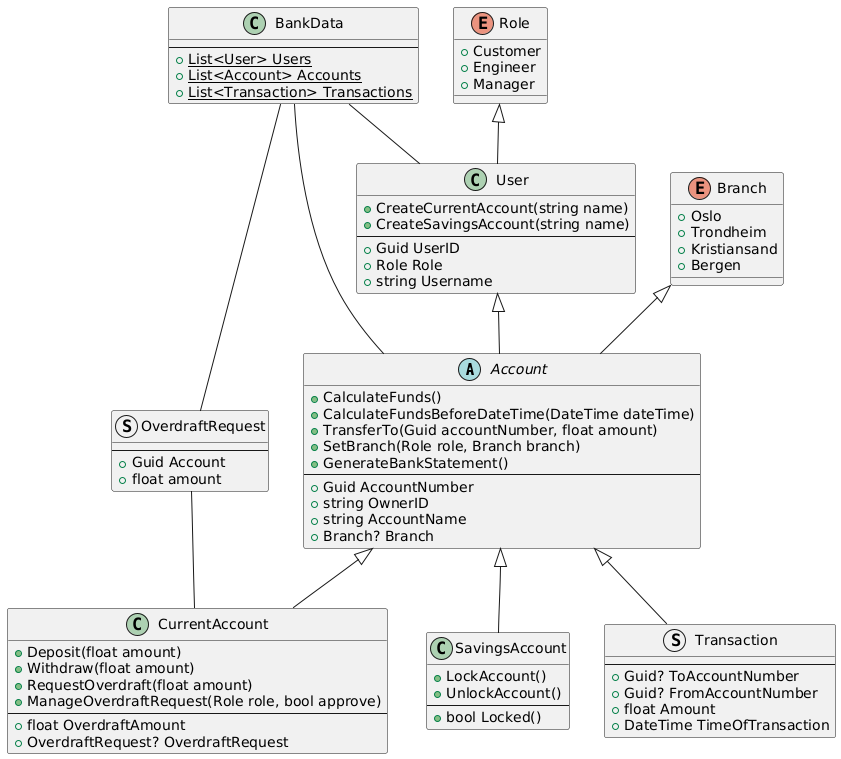 C BankData
List<User> Users
List<Account> Accounts
List<Transaction> Transactions
E Role
Customer
Engineer
Manager
C User
CreateCurrentAccount(string name)
CreateSavingsAccount(string name)
Guid UserID
Role Role
string Username
E Branch
Oslo
Trondheim
Kristiansand
Bergen
A Account
CalculateFunds()
CalculateFundsBeforeDateTime(DateTime dateTime)
TransferTo(Guid accountNumber, float amount)
SetBranch(Role role, Branch branch)
GenerateBankStatement()
Guid AccountNumber
string OwnerID
string AccountName
Branch? Branch
S OverdraftRequest
Guid Account
float amount
C CurrentAccount
Deposit(float amount)
Withdraw(float amount)
RequestOverdraft(float amount)
ManageOverdraftRequest(Role role, bool approve)
float OverdraftAmount
OverdraftRequest? OverdraftRequest
C SavingsAccount
LockAccount()
UnlockAccount()
bool Locked()
S Transaction
Guid? ToAccountNumber
Guid? FromAccountNumber
float Amount
DateTime TimeOfTransaction